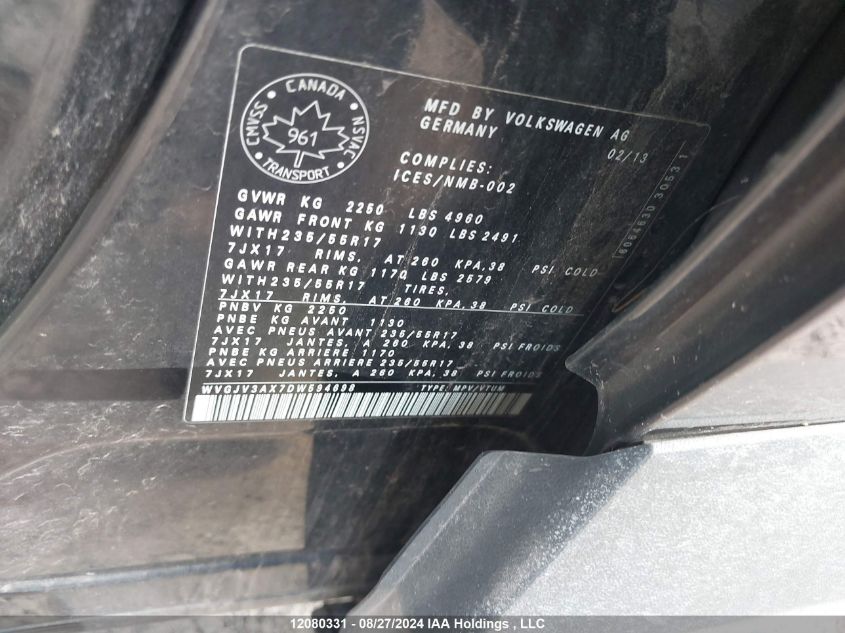 CANADA
CMVSS
NSVAC
961
TRANSPORT
MFD BY VOLKSWAGEN AG
GERMANY
02/13
COMPLIES:
ICES/NMB-002
GVWR KG 2250 LBS 4960
GAWR FRONT KG 1130 LBS 2491
WITH235/55R17
7JX17 RIMS, AT 260 KPA,38 PSI COLD
GAWR REAR KG 1170 LBS 2579
WITH235/55R17 TIRES,
7JX17 RIMS, AT 260 KPA,38 PSI COLD
PNBV KG 2250
PNBE KG AVANT 1130
AVEC PNEUS AVANT 235/55R17
7JX17 JANTES, A 260 KPA, 38 PSI FROIDS
PNBE KG ARRIERE 1170
AVEC PNEUS ARRIERE 235/55R17
7JX17 JANTES, A 260 KPA, 38 PSI FROIDS
WVGJV3AX7DW594698 TYPE: MPV/VTUM
12080331 - 08/27/2024 IAA Holdings , LLC